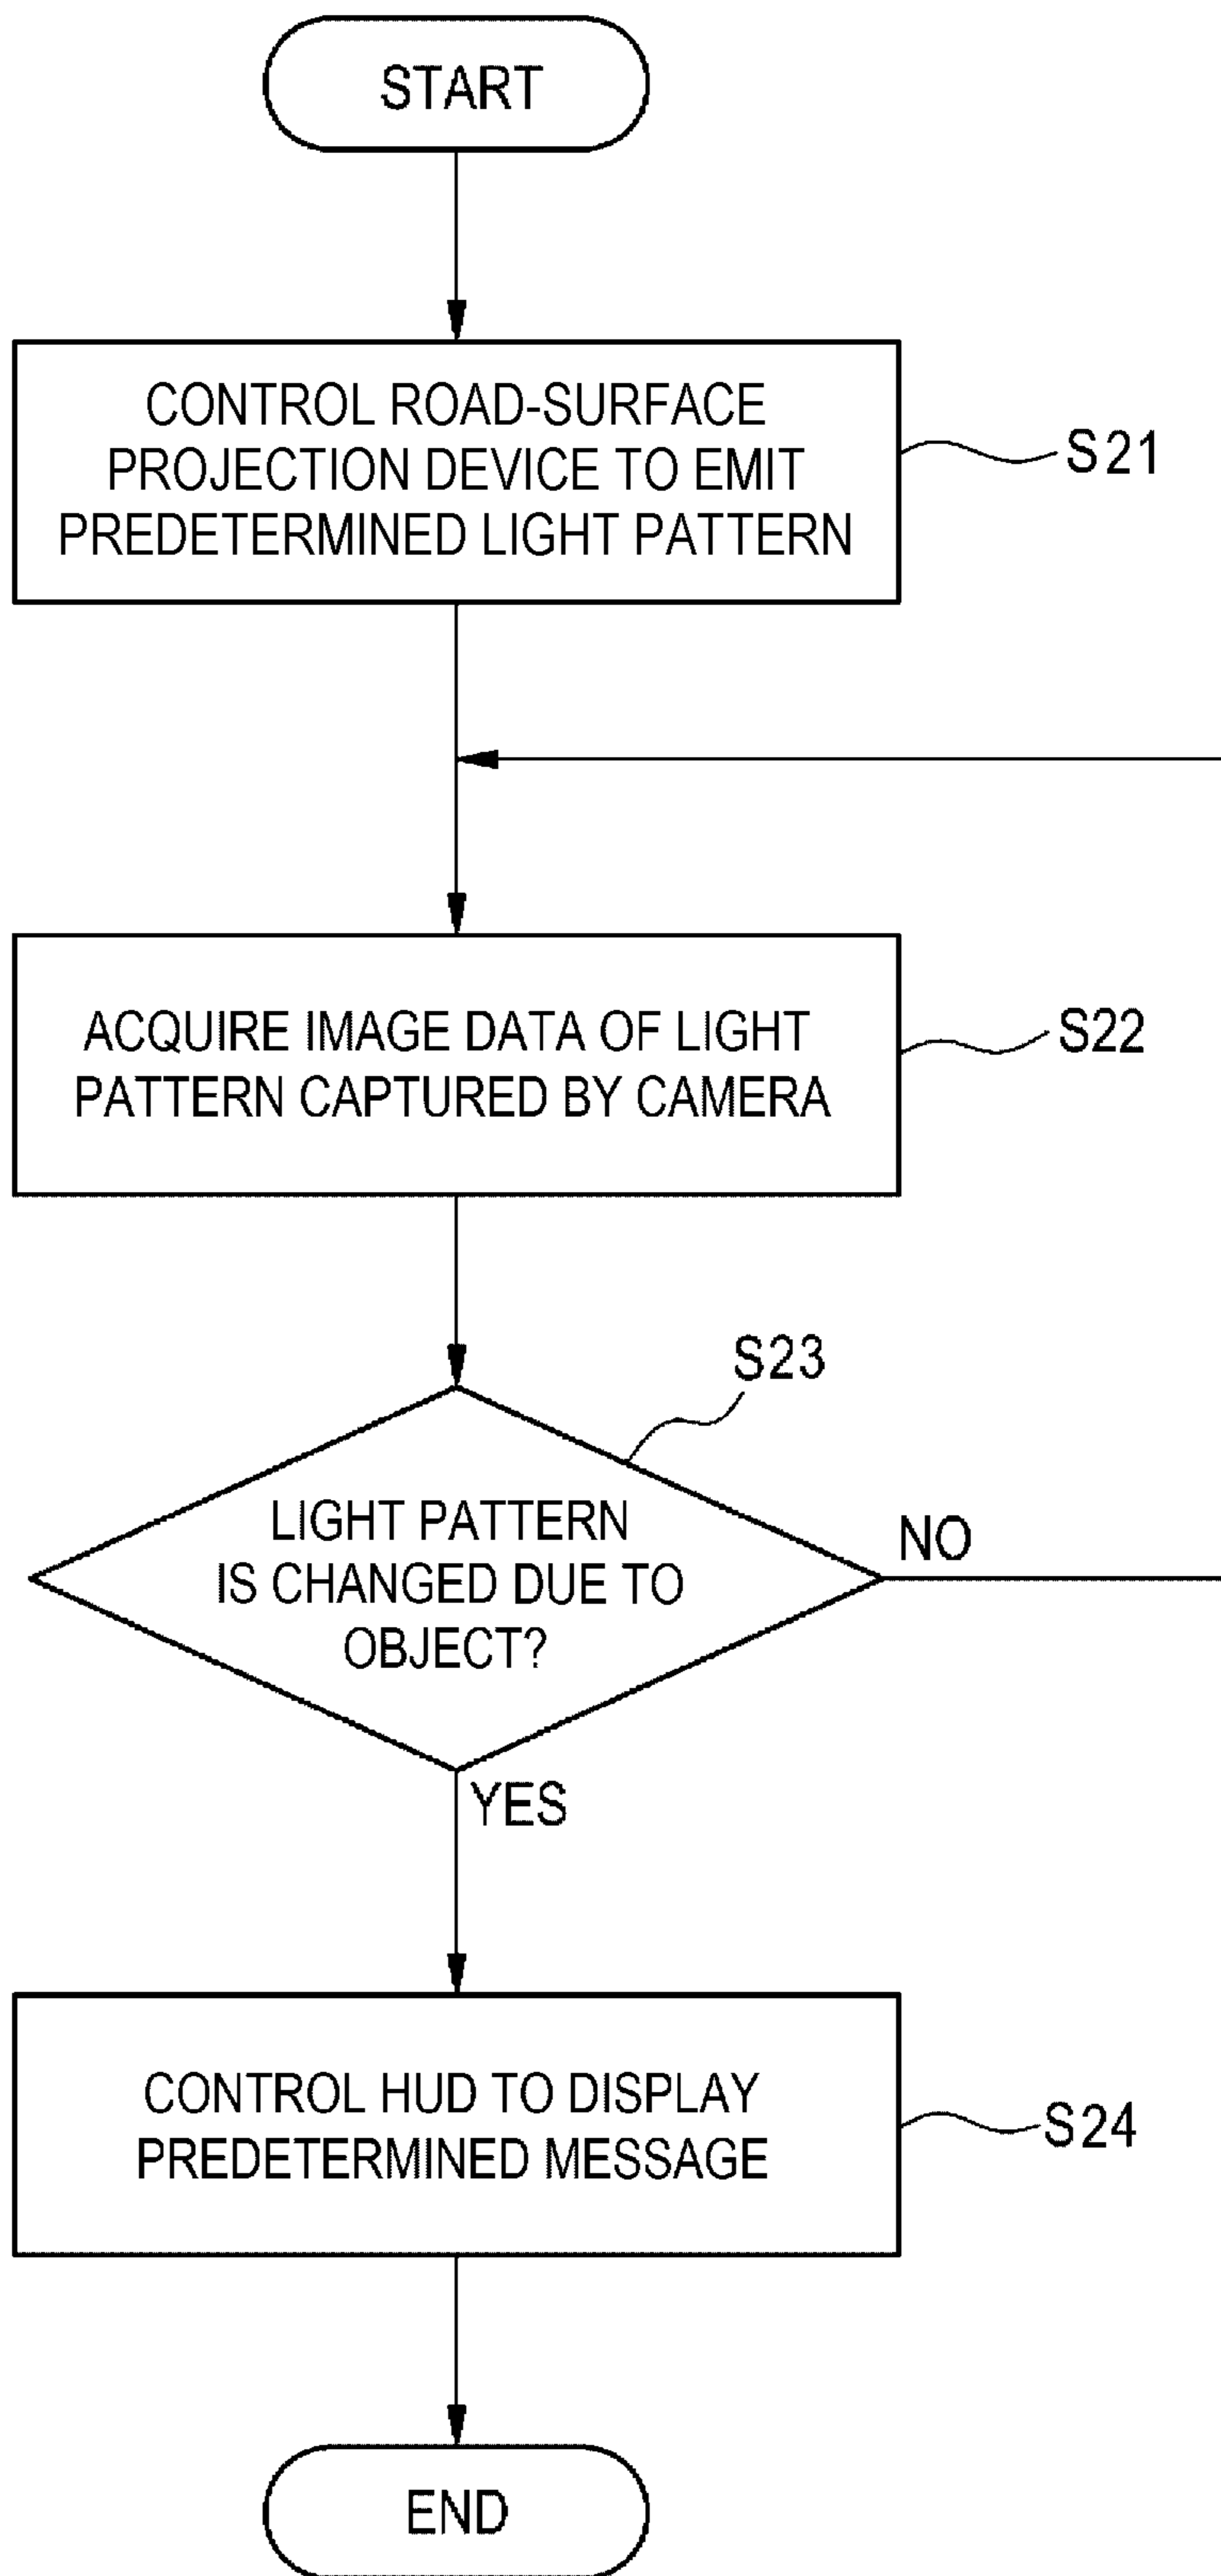 START
CONTROL ROAD-SURFACE
PROJECTION DEVICE TO EMIT
PREDETERMINED LIGHT PATTERN
S21
ACQUIRE IMAGE DATA OF LIGHT
PATTERN CAPTURED BY CAMERA
S22
S23
LIGHT PATTERN
IS CHANGED DUE TO
OBJECT?
NO
YES
CONTROL HUD TO DISPLAY
PREDETERMINED MESSAGE
S24
END